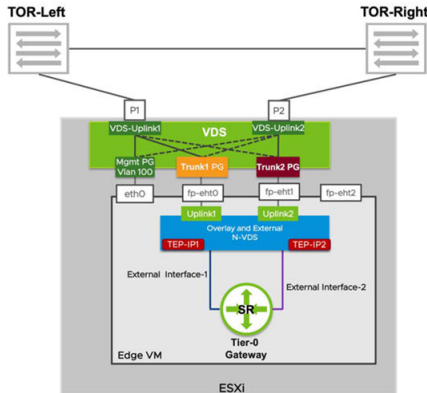 TOR-Left
TOR-Right
P1
P2
VDS-Uplink1
VDS
VDS-Uplink2
Mgmt PG
Vlan 100
Trunk1 PG
Trunk2 PG
eth0
fp-eht0
fp-eht1
fp-eht2
Uplink1
Uplink2
Overlay and External
N-VDS
TEP-IP1
TEP-IP2
External Interface-1
External Interface-2
SR
Tier-0
Gateway
Edge VM
ESXi